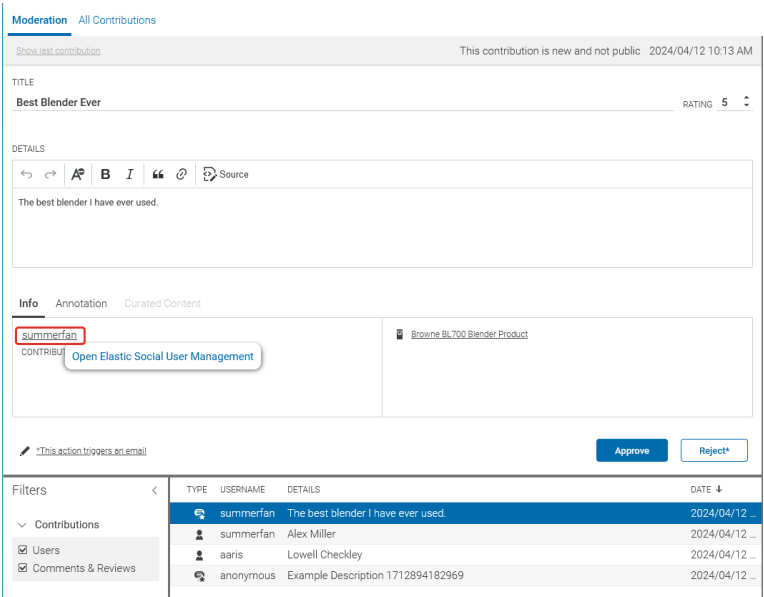 Moderation All Contributions
Show last contribution This contribution is new and not public 2024/04/12 10:13 AM
TITLE
Best Blender Ever
RATING 5
DETAILS
B I Source
The best blender I have ever used.
Info Annotation Curated Content
summerfan Browne BL700 Blender Product
Open Elastic Social User Management
*This action triggers an email Approve Reject*
Filters TYPE USERNAME DETAILS DATE
summerfan The best blender I have ever used. 2024/04/12 ...
Contributions summerfan Alex Miller 2024/04/12 ...
Users aaris Lowell Checkley 2024/04/12 ...
Comments & Reviews anonymous Example Description 1712894182969 2024/04/12 ...